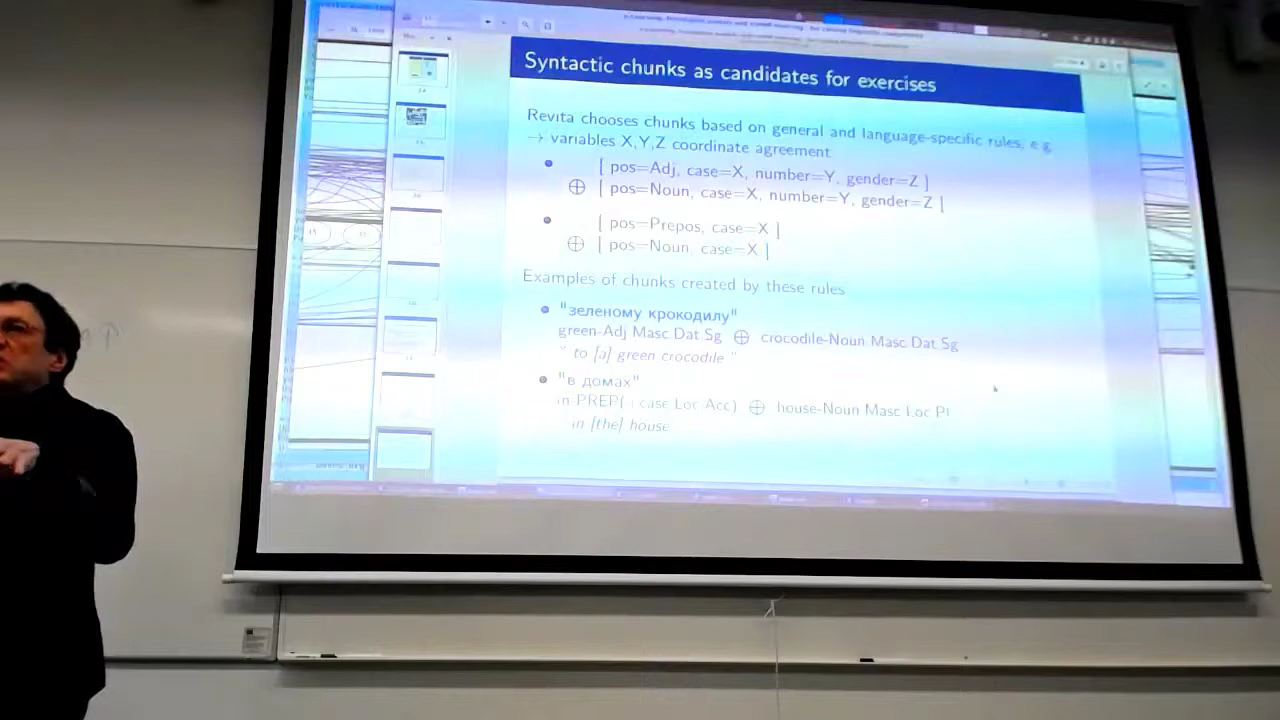 Syntactic chunks as candidates for exercises
Revita chooses chunks based on general and language-specific rules, e.g.
→ variables X,Y,Z coordinate agreement
[ pos=Adj, case=X, number=Y, gender=Z ]
⊕ [ pos=Noun, case=X, number=Y, gender=Z ]
[ pos=Prepos, case=X ]
⊕ [ pos=Noun, case=X ]
Examples of chunks created by these rules
"зеленому крокодилу"
green-Adj Masc Dat Sg ⊕ crocodile-Noun Masc Dat Sg
" to [a] green crocodile "
"в домах"
in-PREP( : case Loc Acc) ⊕ house-Noun Masc Loc Pl
in [the] house